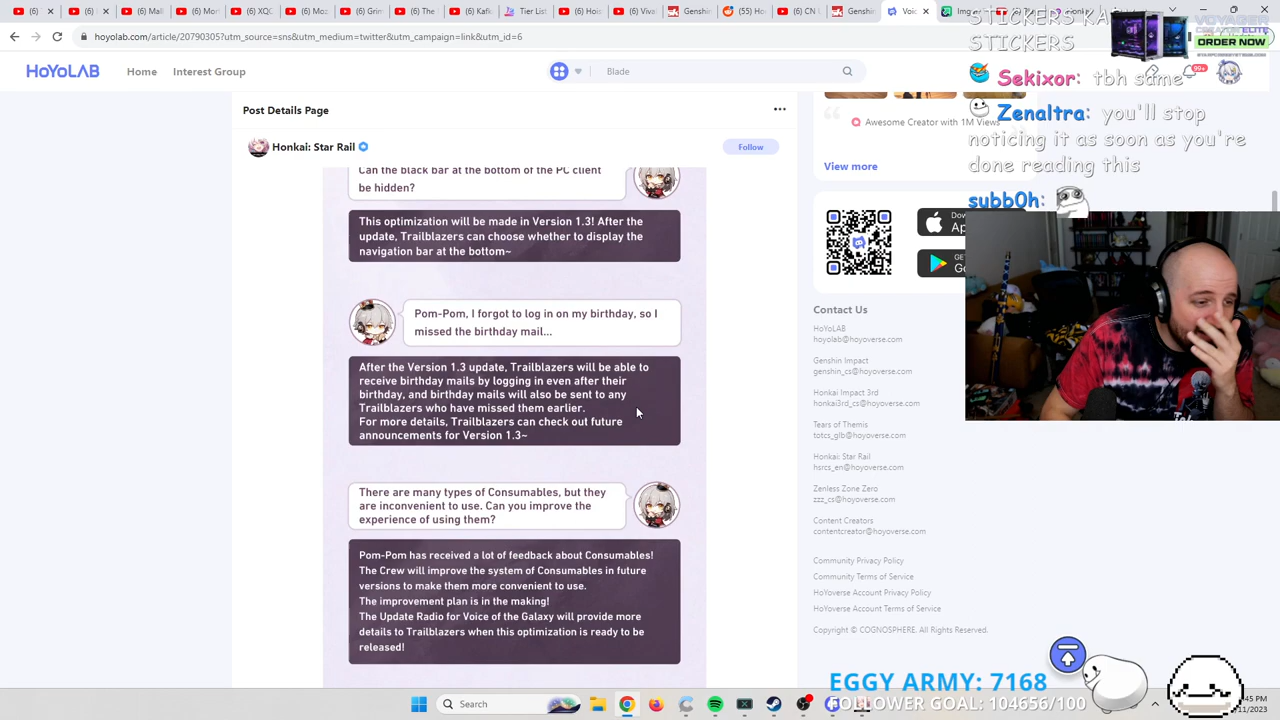 hoyolab.com/article/20790305?utm_source=sns&utm_medium=twitter&utm_campaign=link&utm_id=
STICKERS
VOYAGER
ORDER NOW
HoYoLAB
Home
Interest Group
Blade
99+
Sekixor: tbh same
Zenaltra: you'll stop
noticing it as soon as you're
done reading this
subb0h:
Post Details Page
Honkai: Star Rail
Follow
Awesome Creator with 1M Views
View more
Can the black bar at the bottom of the PC client
be hidden?
This optimization will be made in Version 1.3! After the
update, Trailblazers can choose whether to display the
navigation bar at the bottom~
Pom-Pom, I forgot to log in on my birthday, so I
missed the birthday mail...
After the Version 1.3 update, Trailblazers will be able to
receive birthday mails by logging in even after their
birthday, and birthday mails will also be sent to any
Trailblazers who have missed them earlier.
For more details, Trailblazers can check out future
announcements for Version 1.3~
There are many types of Consumables, but they
are inconvenient to use. Can you improve the
experience of using them?
Pom-Pom has received a lot of feedback about Consumables!
The Crew will improve the system of Consumables in future
versions to make them more convenient to use.
The improvement plan is in the making!
The Update Radio for Voice of the Galaxy will provide more
details to Trailblazers when this optimization is ready to be
released!
Contact Us
HoYoLAB
hoyolab@hoyoverse.com
Genshin Impact
genshin_cs@hoyoverse.com
Honkai Impact 3rd
honkai3rd_cs@hoyoverse.com
Tears of Themis
totcs_glb@hoyoverse.com
Honkai: Star Rail
hsrcs_en@hoyoverse.com
Zenless Zone Zero
zzz_cs@hoyoverse.com
Content Creators
contentcreator@hoyoverse.com
Community Privacy Policy
Community Terms of Service
HoYoverse Account Privacy Policy
HoYoverse Account Terms of Service
Copyright © COGNOSPHERE. All Rights Reserved.
EGGY ARMY: 7168
FOLLOWER GOAL: 104656/100
Search